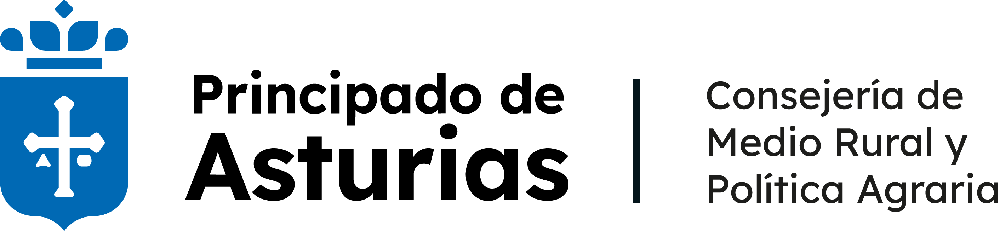 Principado de
Asturias
Consejería de
Medio Rural y
Política Agraria